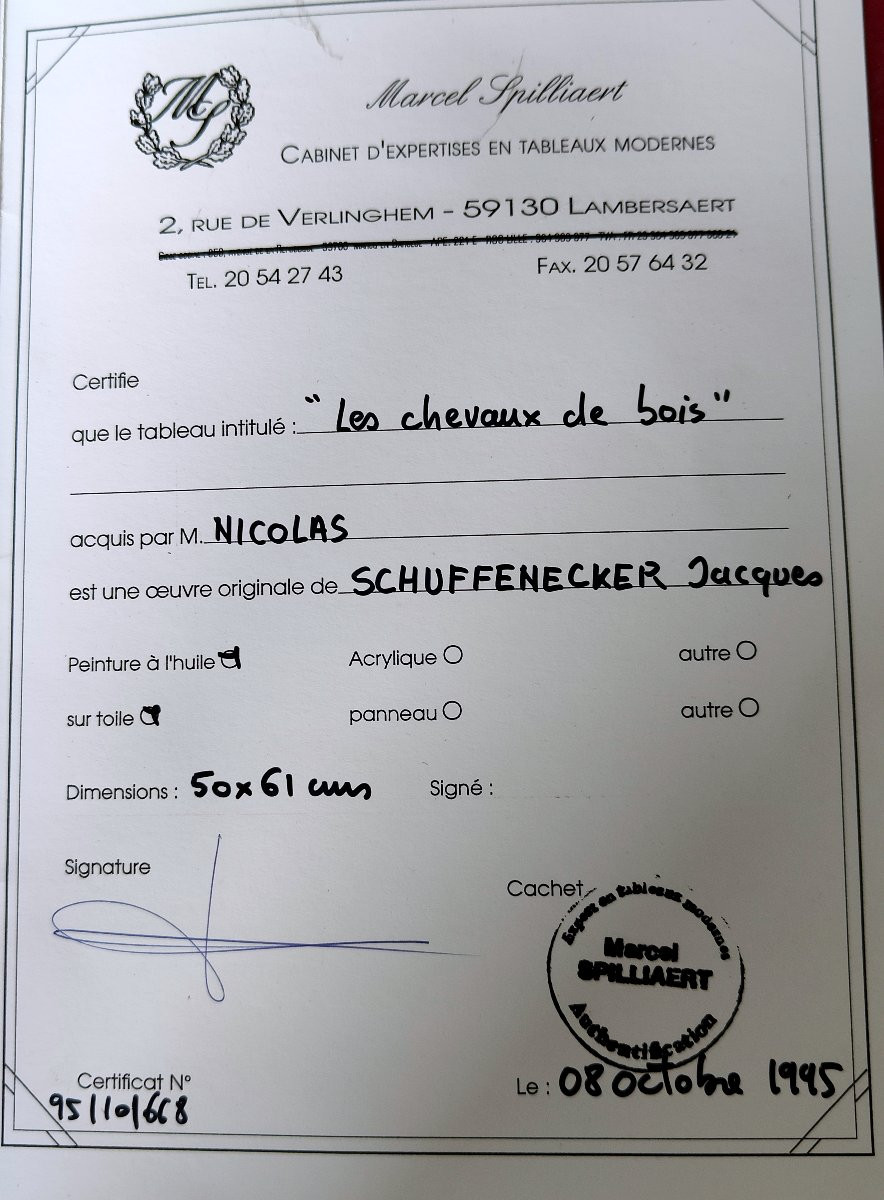 MS
Marcel Spilliaert
CABINET D'EXPERTISES EN TABLEAUX MODERNES
2, RUE DE VERLINGHEM - 59130 LAMBERSAERT
TEL. 20 54 27 43 FAX. 20 57 64 32
Certifie
que le tableau intitulé : "Les chevaux de bois"
acquis par M. NICOLAS
est une œuvre originale de SCHUFFENECKER Jacques
Peinture à l'huile Acrylique autre
sur toile panneau autre
Dimensions : 50x61 cms Signé :
Signature
Cachet
Expert en tableaux modernes
Marcel
SPILLIAERT
Authentification
Certificat N° Le : 08 octobre 1995
95/10/668